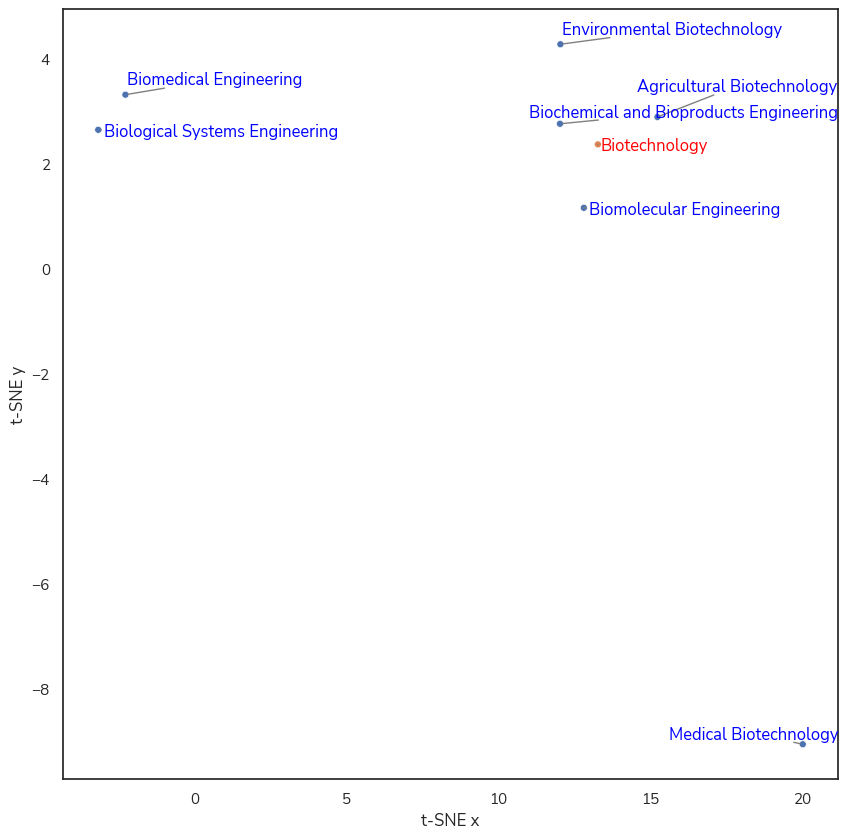 Environmental Biotechnology
Biomedical Engineering
Agricultural Biotechnology
Biochemical and Bioproducts Engineering
Biological Systems Engineering
Biotechnology
Biomolecular Engineering
Medical Biotechnology
4
2
0
−2
−4
−6
−8
t-SNE y
0
5
10
15
20
t-SNE x